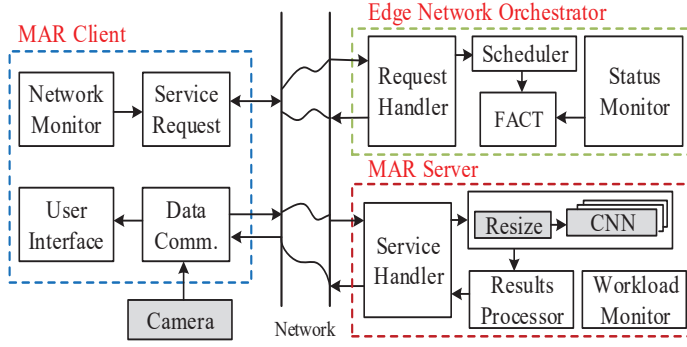 Edge Network Orchestrator
MAR Client
Network
Monitor
Service
Request
Request
Handler
Scheduler
FACT
Status
Monitor
MAR Server
User
Interface
Data
Comm.
Service
Handler
Resize
CNN
Results
Processor
Workload
Monitor
Camera
Network